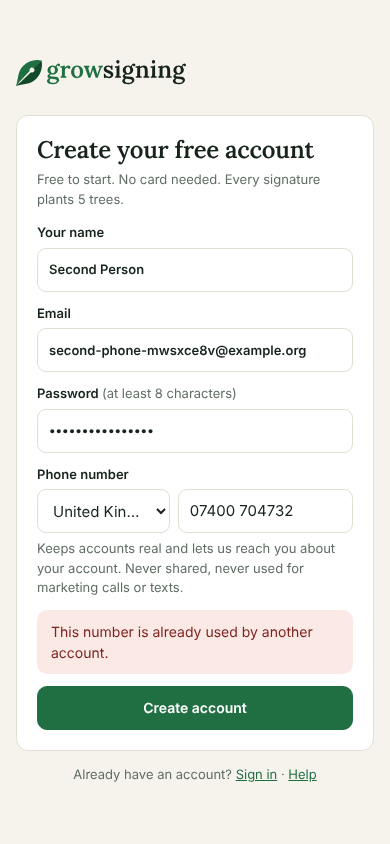 growsigning
Create your free account
Free to start. No card needed. Every signature
plants 5 trees.
Your name
Second Person
Email
second-phone-mwsxce8v@example.org
Password (at least 8 characters)
••••••••••••••••
Phone number
United Kin... 07400 704732
Keeps accounts real and lets us reach you about
your account. Never shared, never used for
marketing calls or texts.
This number is already used by another
account.
Create account
Already have an account? Sign in · Help